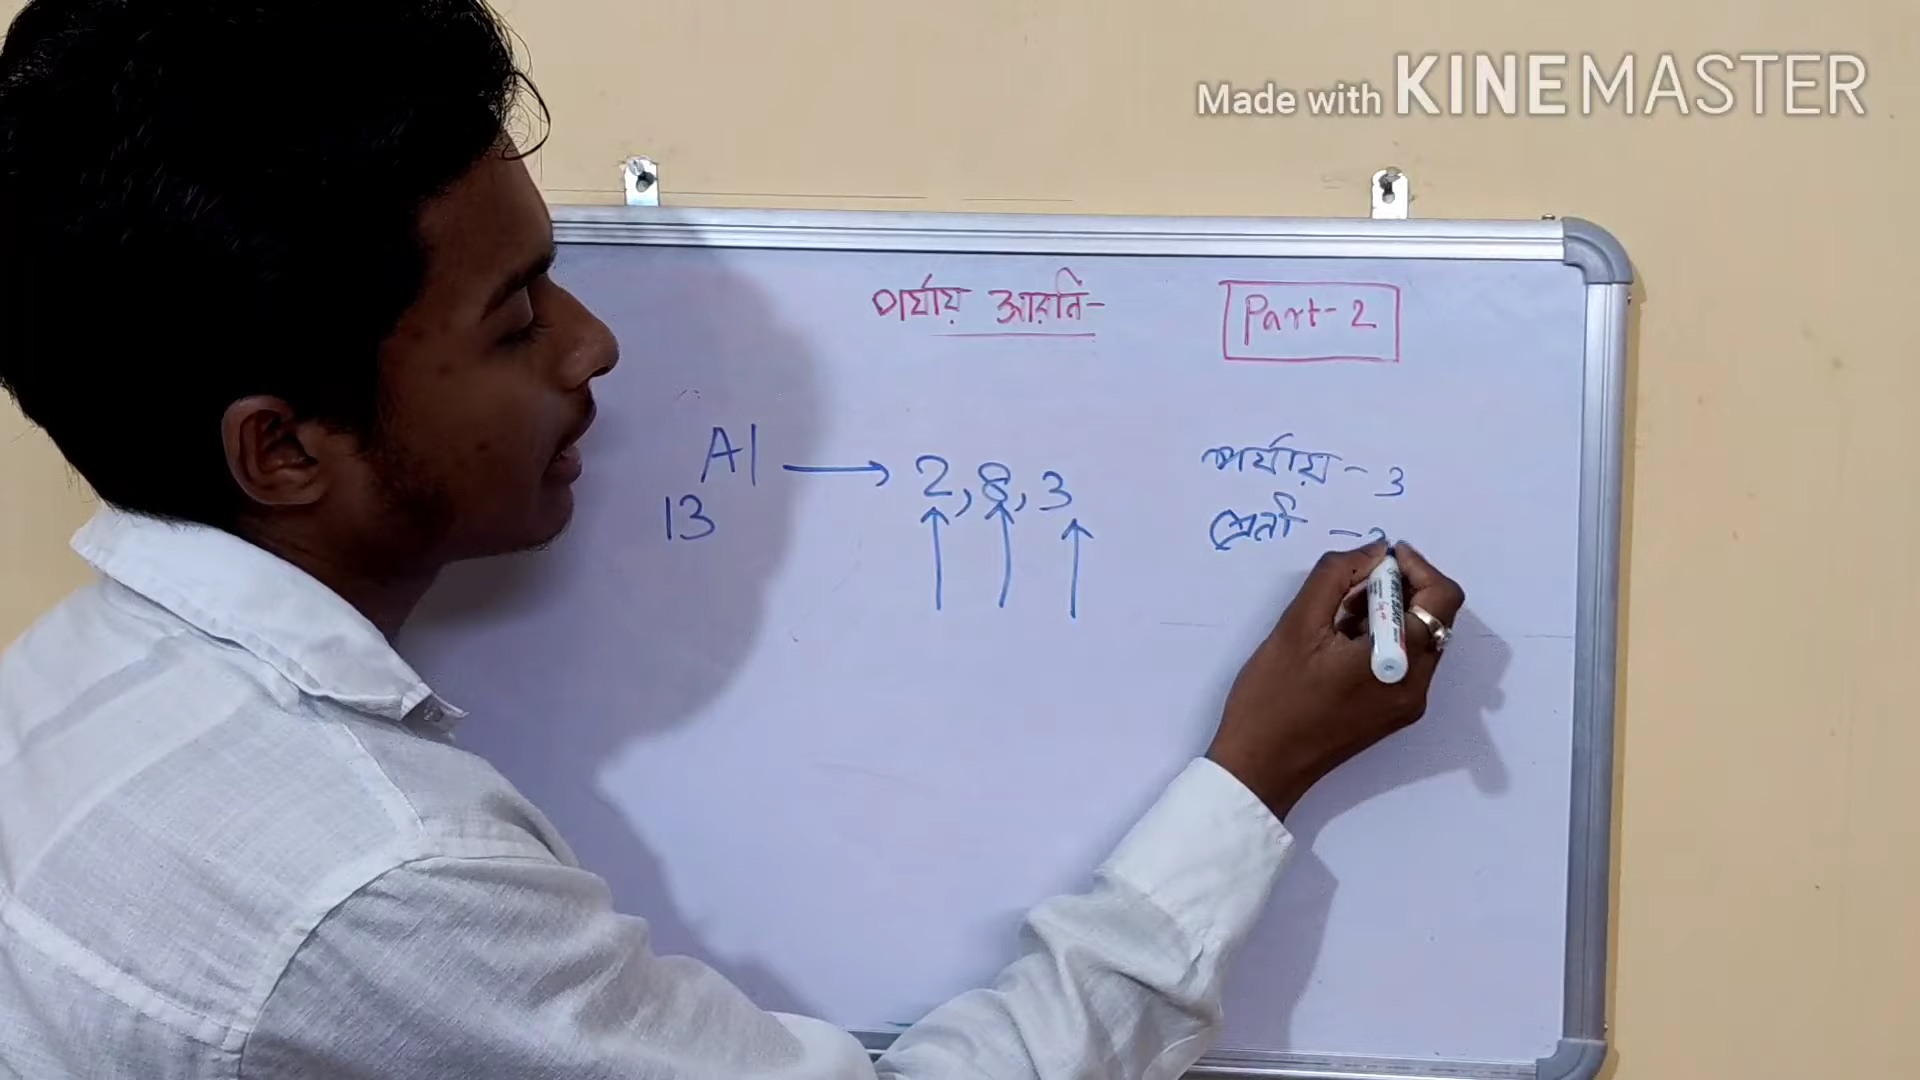 Made with KINEMASTER
পর্যায় সারণি-
Part-2
Al → 2, 8, 3
13
পর্যায় - 3
শ্রেণী -